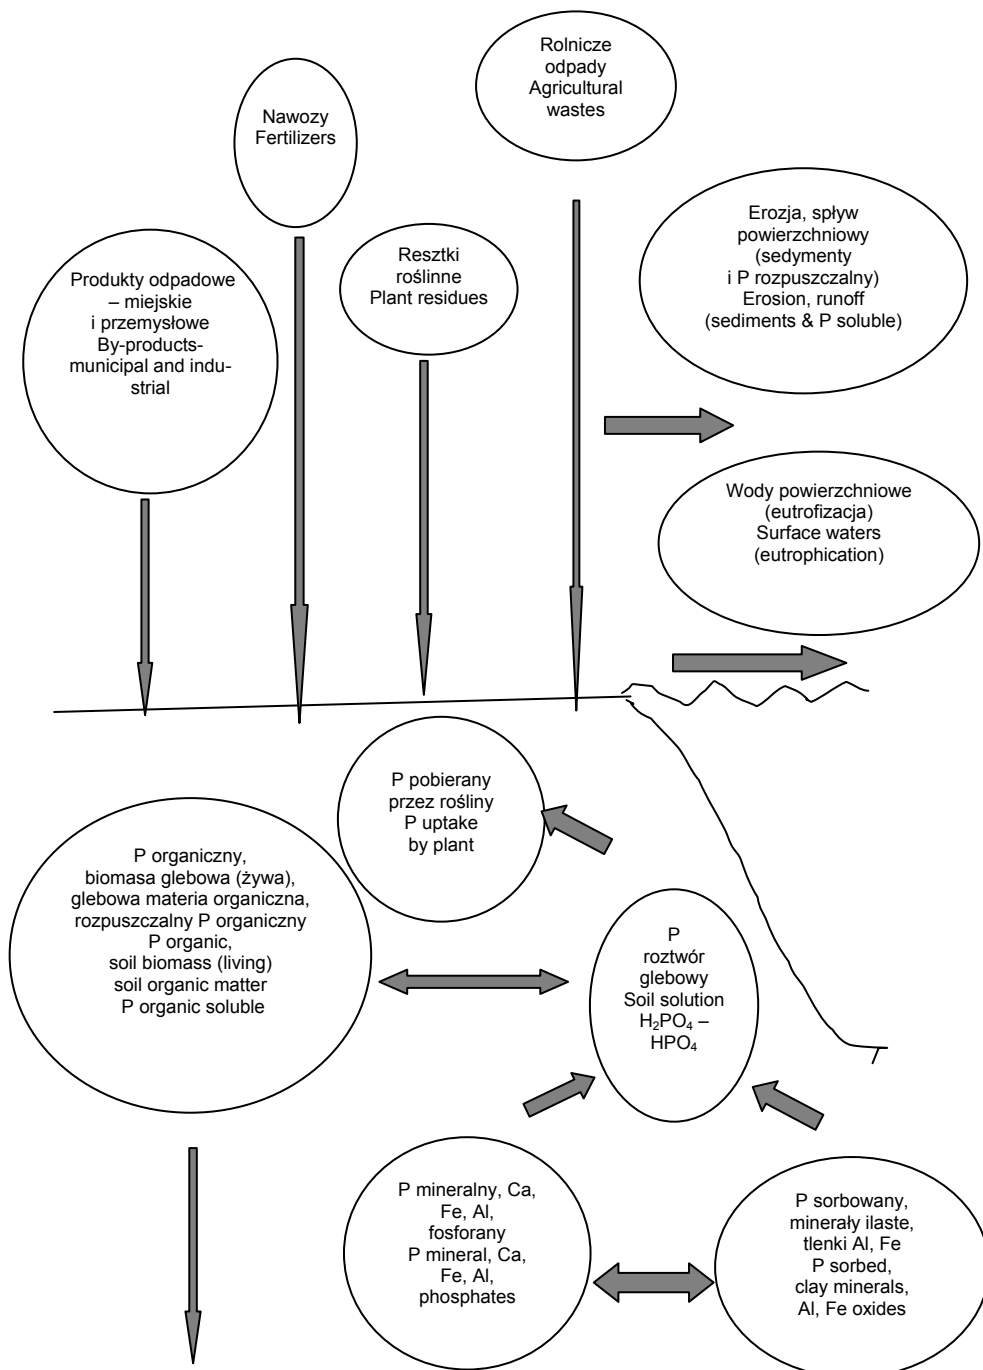 Rolnicze
odpady
Agricultural
wastes
Nawozy
Fertilizers
Erozja, spływ
powierzchniowy
(sedymenty
i P rozpuszczalny)
Erosion, runoff
(sediments & P soluble)
Resztki
roślinne
Plant residues
Produkty odpadowe
– miejskie
i przemysłowe
By-products-
municipal and indu-
strial
Wody powierzchniowe
(eutrofizacja)
Surface waters
(eutrophication)
P pobierany
przez rośliny
P uptake
by plant
P organiczny,
biomasa glebowa (żywa),
glebowa materia organiczna,
rozpuszczalny P organiczny
P organic,
soil biomass (living)
soil organic matter
P organic soluble
P
roztwór
glebowy
Soil solution
H₂PO₄ –
HPO₄
P mineralny, Ca,
Fe, Al,
fosforany
P mineral, Ca,
Fe, Al,
phosphates
P sorbowany,
minerały ilaste,
tlenki Al, Fe
P sorbed,
clay minerals,
Al, Fe oxides